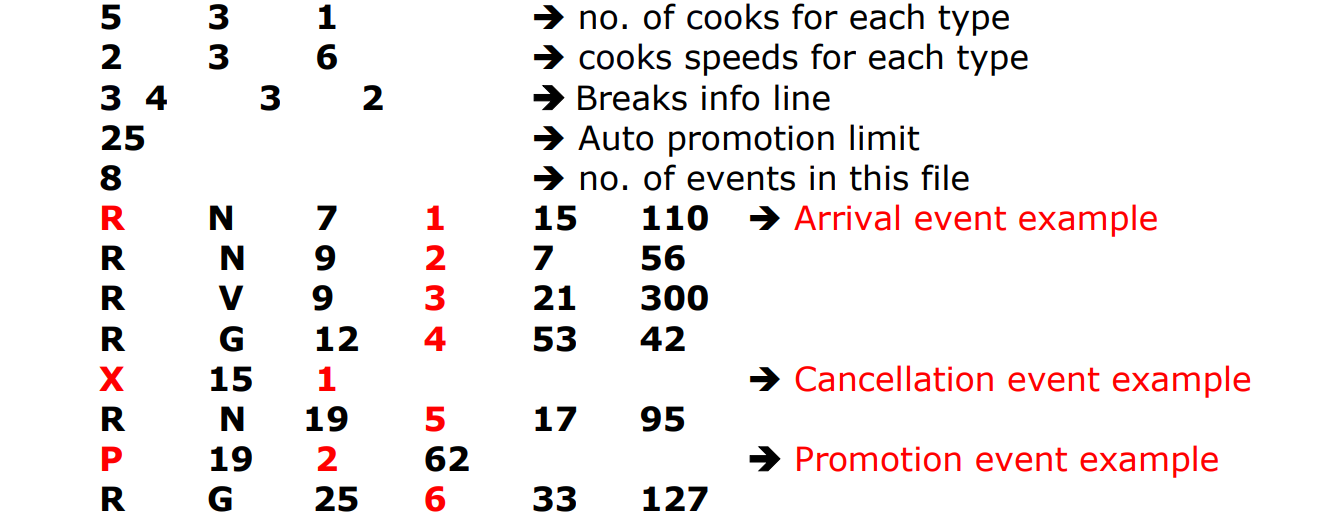 5 3 1 ➔ no. of cooks for each type
2 3 6 ➔ cooks speeds for each type
3 4 3 2 ➔ Breaks info line
25 ➔ Auto promotion limit
8 ➔ no. of events in this file
R N 7 1 15 110 ➔ Arrival event example
R N 9 2 7 56
R V 9 3 21 300
R G 12 4 53 42
X 15 1 ➔ Cancellation event example
R N 19 5 17 95
P 19 2 62 ➔ Promotion event example
R G 25 6 33 127